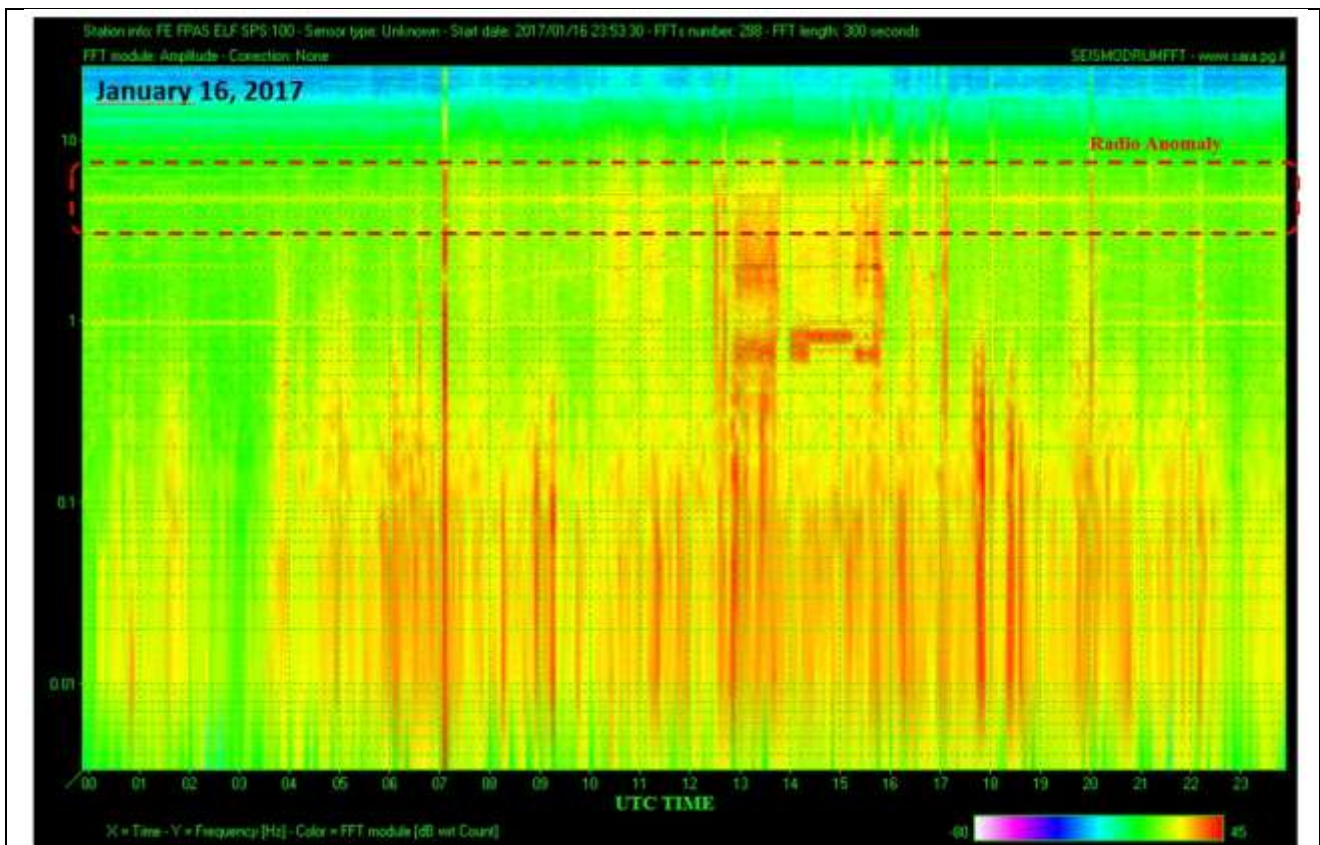 Station info: FE FPAS ELF SPS 100 - Sensor type: Unknown - Start date: 2017/01/16 23:53:30 - FFTs number: 288 - FFT length: 300 seconds
FFT module: Amplitude - Correction: None SEISMODRUMFFT - www.sara.pg.it
January 16, 2017
Radio Anomaly
10
1
0.1
0.01
00 01 02 03 04 05 06 07 08 09 10 11 12 13 14 15 16 17 18 19 20 21 22 23
UTC TIME
X = Time - Y = Frequency [Hz] - Color = FFT module [dB wrt Count] -60 45